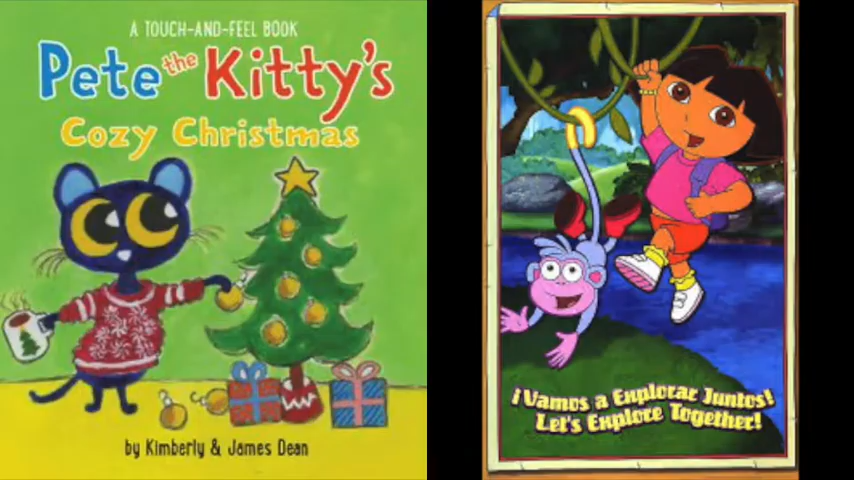 A TOUCH-AND-FEEL BOOK
Pete the Kitty's
Cozy Christmas
by Kimberly & James Dean
¡Vamos a Explorar Juntos!
Let's Explore Together!